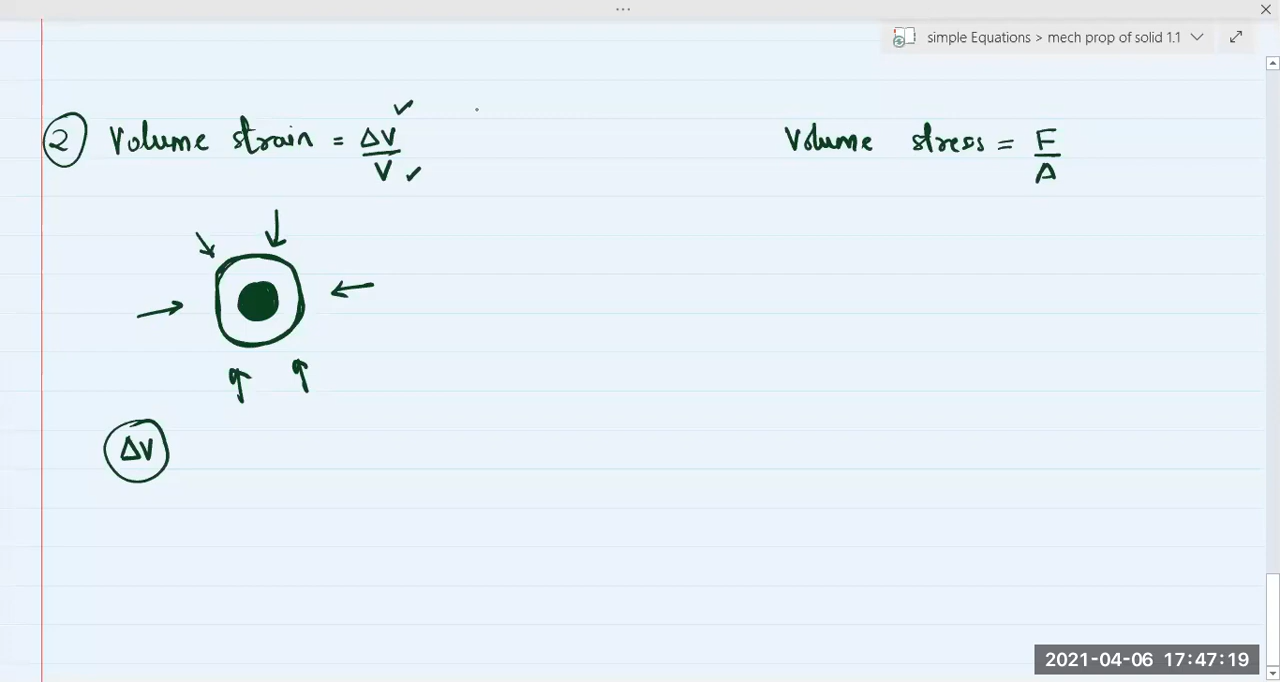 simple Equations > mech prop of solid 1.1
2 Volume strain = ΔV/V
Volume stress = F/A
ΔV
2021-04-06 17:47:19